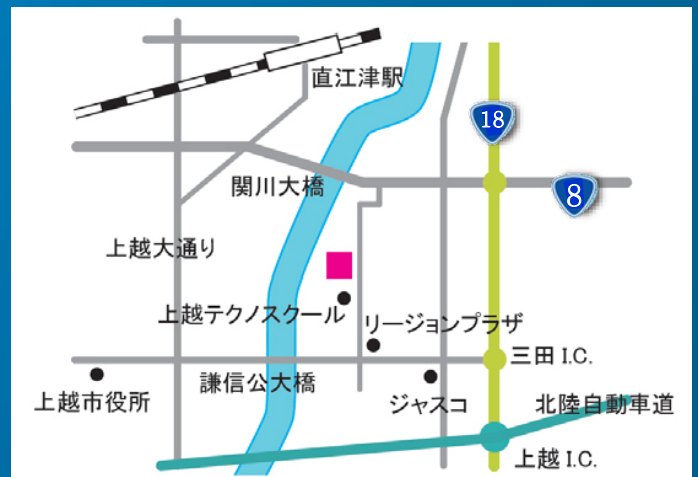 直江津駅
18
関川大橋
8
上越大通り
上越テクノスクール
リージョンプラザ
三田 I.C.
謙信公大橋
上越市役所
ジャスコ
北陸自動車道
上越 I.C.